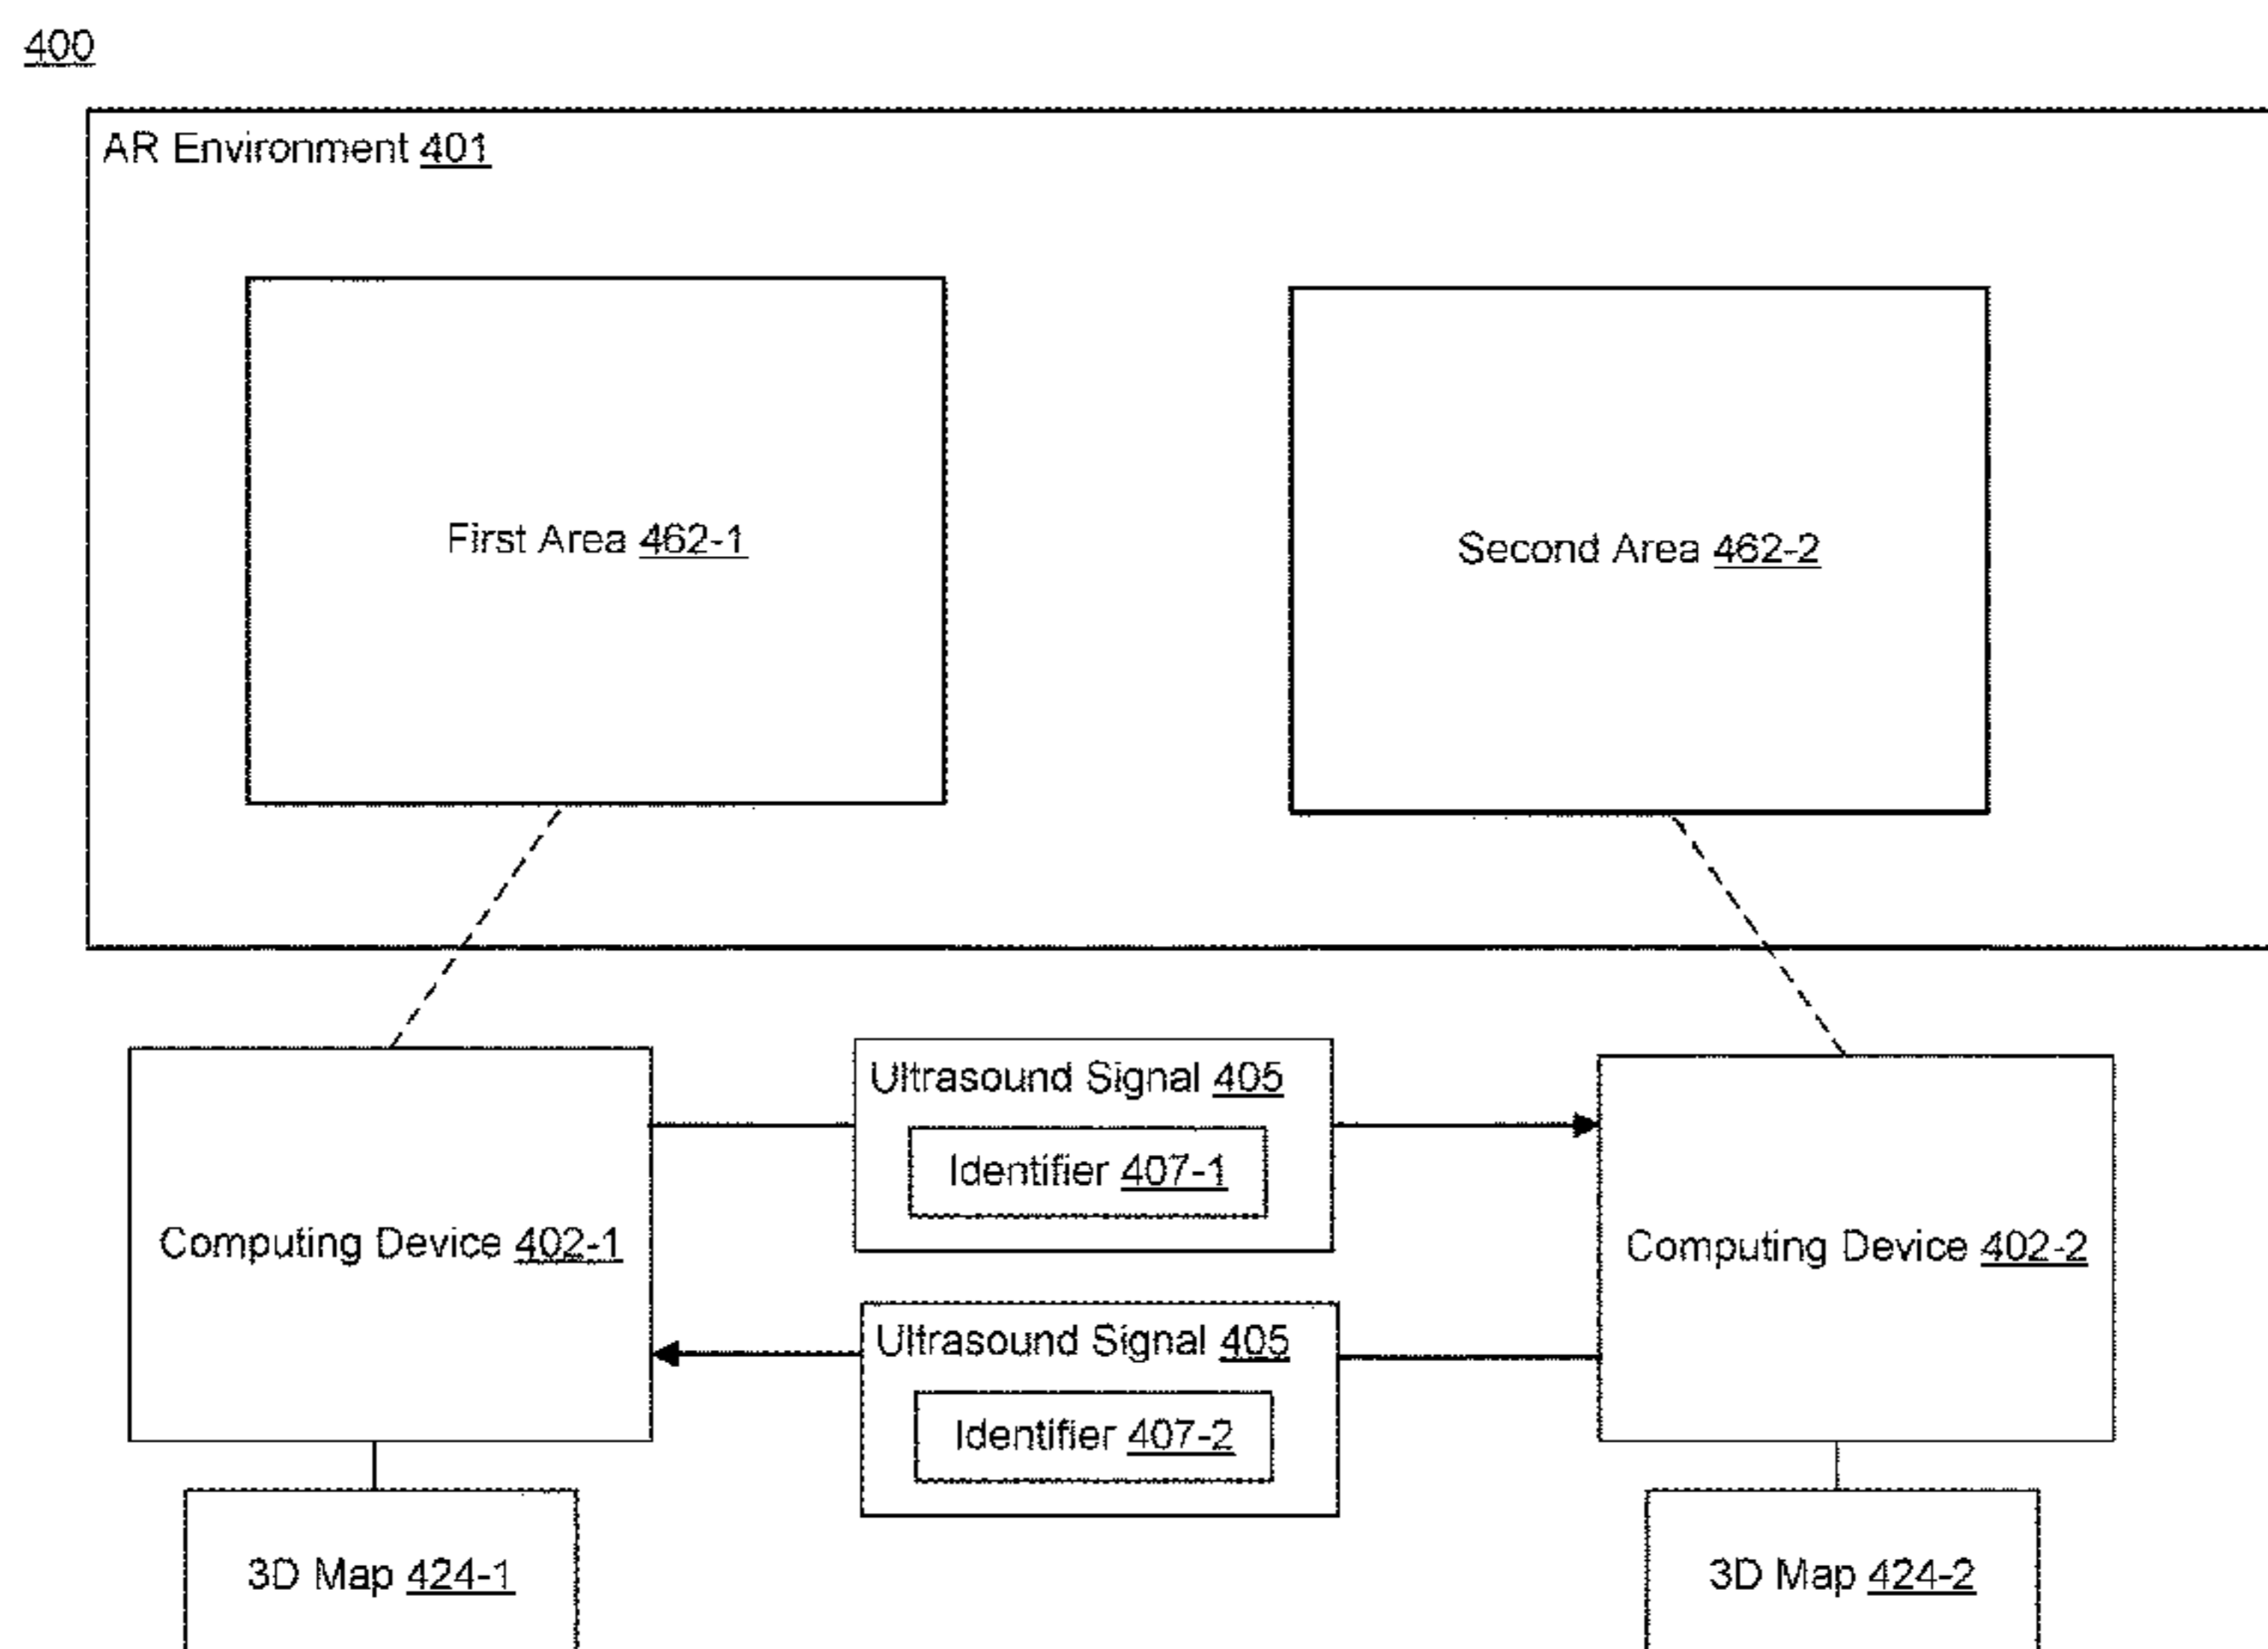 400
AR Environment 401
First Area 462-1
Second Area 462-2
Ultrasound Signal 405
Identifier 407-1
Computing Device 402-1
Computing Device 402-2
Ultrasound Signal 405
Identifier 407-2
3D Map 424-1
3D Map 424-2